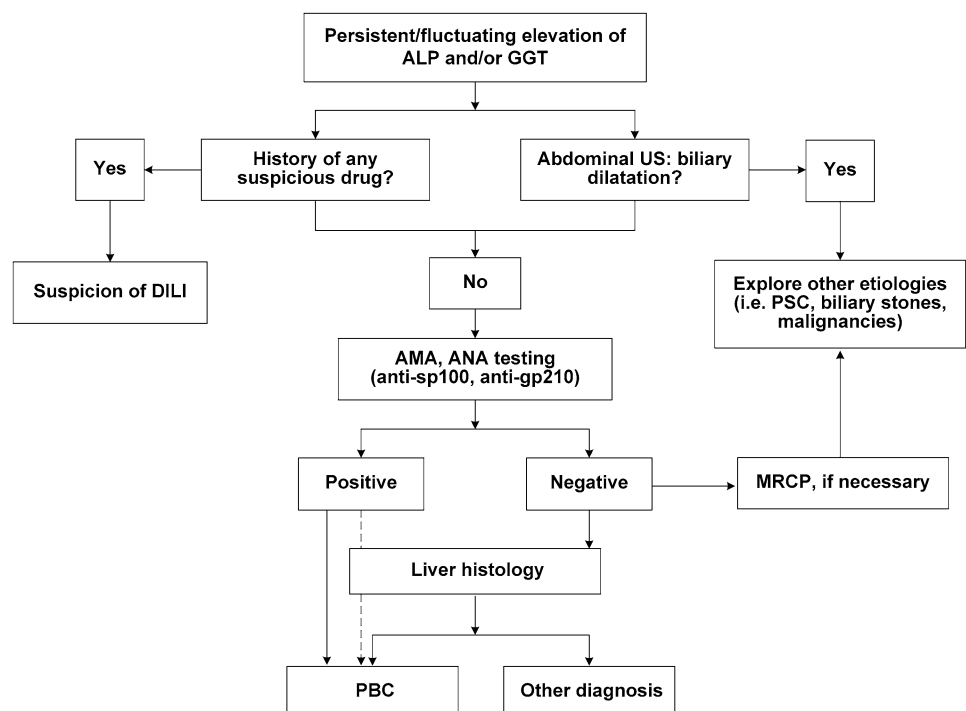 Persistent/fluctuating elevation of
ALP and/or GGT
Yes
History of any
suspicious drug?
Abdominal US: biliary
dilatation?
Yes
Suspicion of DILI
No
Explore other etiologies
(i.e. PSC, biliary stones,
malignancies)
AMA, ANA testing
(anti-sp100, anti-gp210)
Positive
Negative
MRCP, if necessary
Liver histology
PBC
Other diagnosis